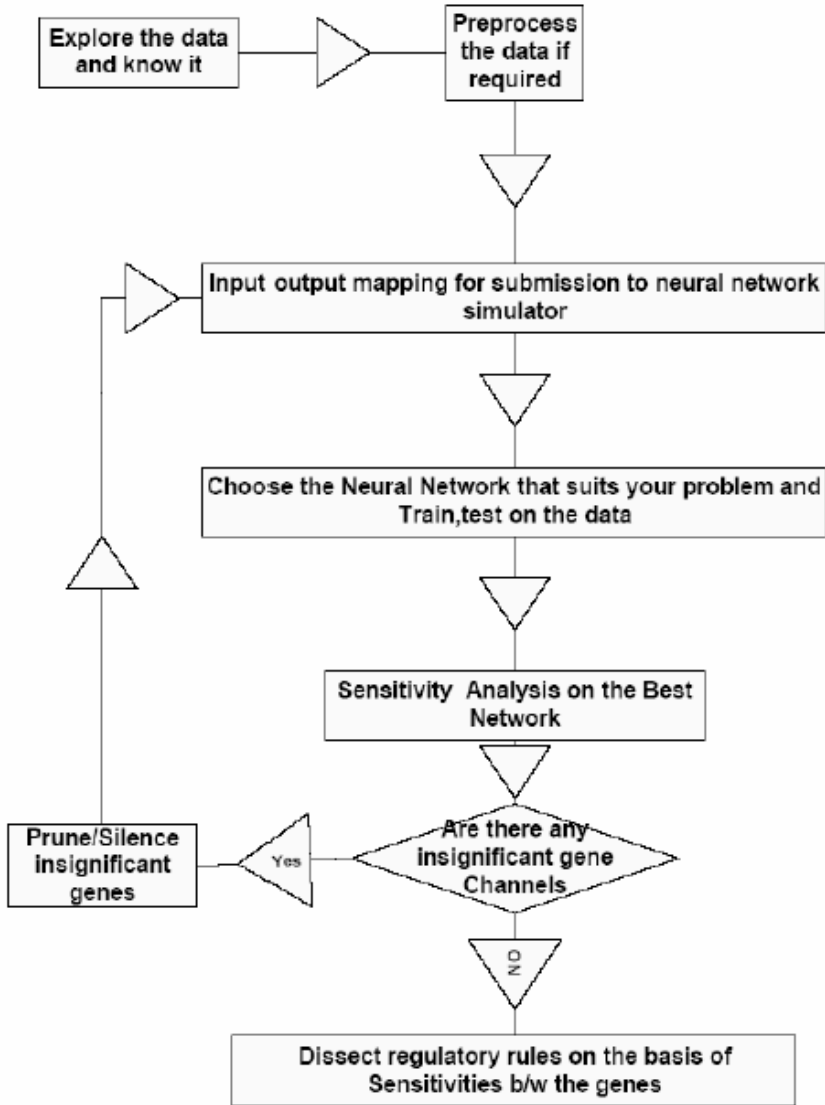 Explore the data
and know it
Preprocess
the data if
required
Input output mapping for submission to neural network
simulator
Choose the Neural Network that suits your problem and
Train,test on the data
Sensitivity Analysis on the Best
Network
Are there any
insignificant gene
Channels
Yes
Prune/Silence
insignificant
genes
NO
Dissect regulatory rules on the basis of
Sensitivities b/w the genes